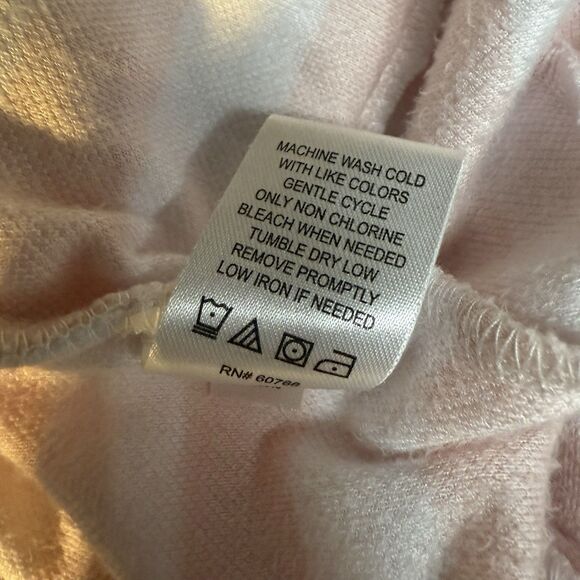 MACHINE WASH COLD
WITH LIKE COLORS
GENTLE CYCLE
ONLY NON CHLORINE
BLEACH WHEN NEEDED
TUMBLE DRY LOW
REMOVE PROMPTLY
LOW IRON IF NEEDED
RN#